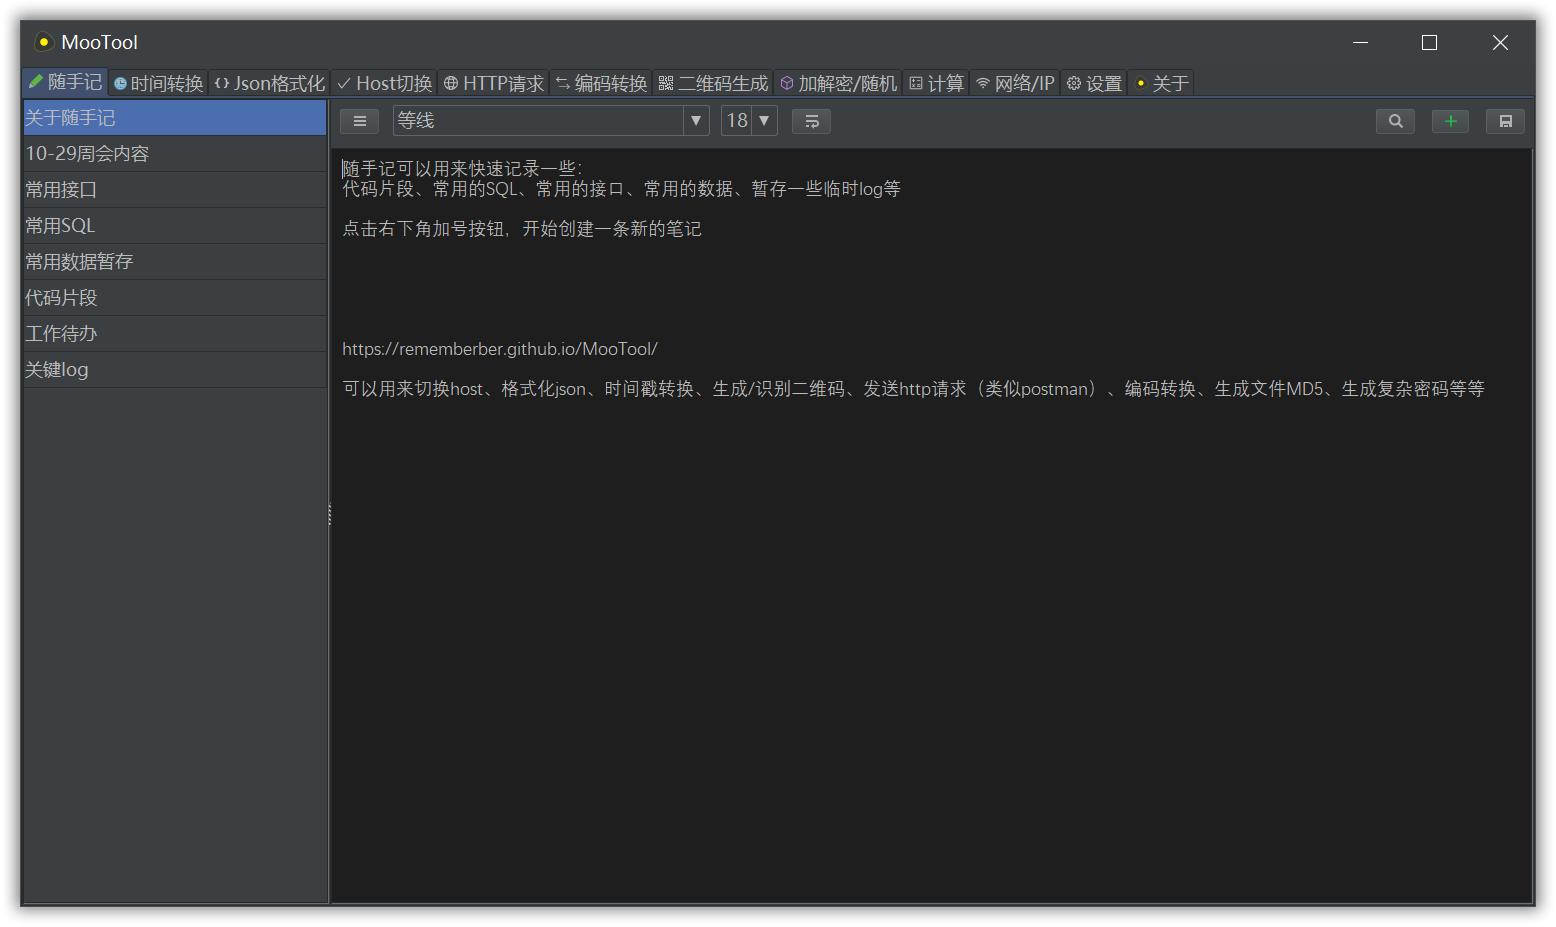 MooTool
随手记 时间转换 Json格式化 Host切换 HTTP请求 编码转换 二维码生成 加解密/随机 计算 网络/IP 设置 关于
关于随手记
10-29周会内容
常用接口
常用SQL
常用数据暂存
代码片段
工作待办
关键log
等线 18
随手记可以用来快速记录一些：
代码片段、常用的SQL、常用的接口、常用的数据、暂存一些临时log等
点击右下角加号按钮，开始创建一条新的笔记
https://rememberber.github.io/MooTool/
可以用来切换host、格式化json、时间戳转换、生成/识别二维码、发送http请求（类似postman）、编码转换、生成文件MD5、生成复杂密码等等